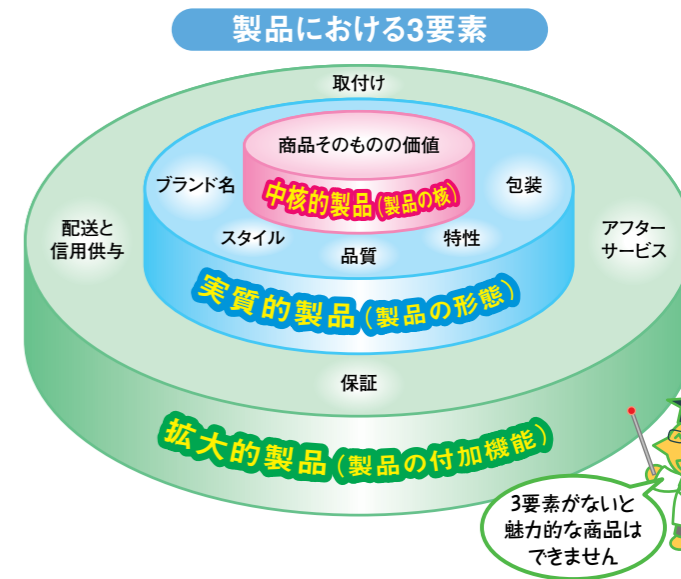 製品における3要素
取付け
商品そのものの価値
ブランド名
中核的製品(製品の核)
包装
配送と
信用供与
スタイル
品質
特性
アフター
サービス
実質的製品(製品の形態)
保証
拡大的製品(製品の付加機能)
3要素がないと
魅力的な商品は
できません